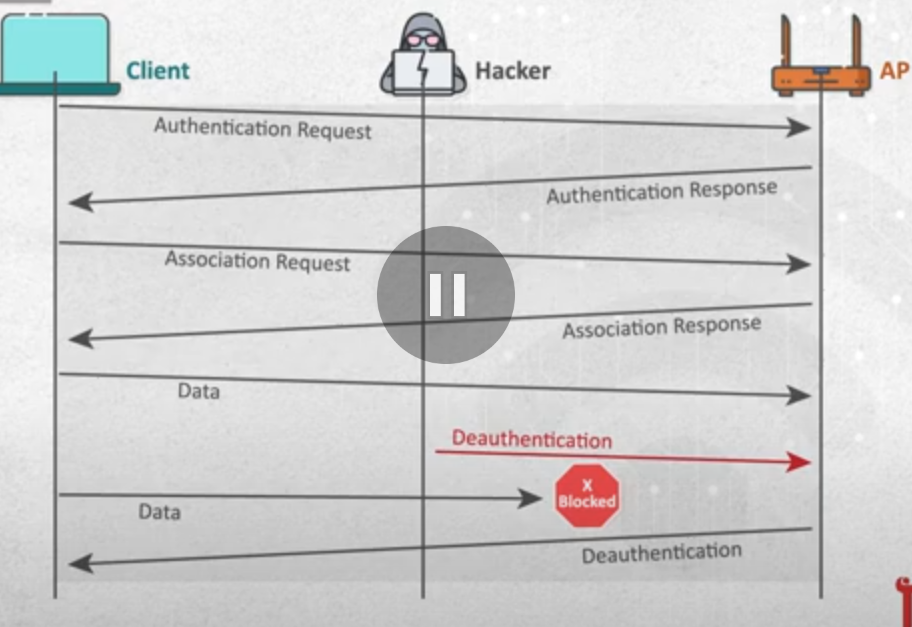 Client
Hacker
AP
Authentication Request
Authentication Response
Association Request
Association Response
Data
Deauthentication
X
Blocked
Data
Deauthentication